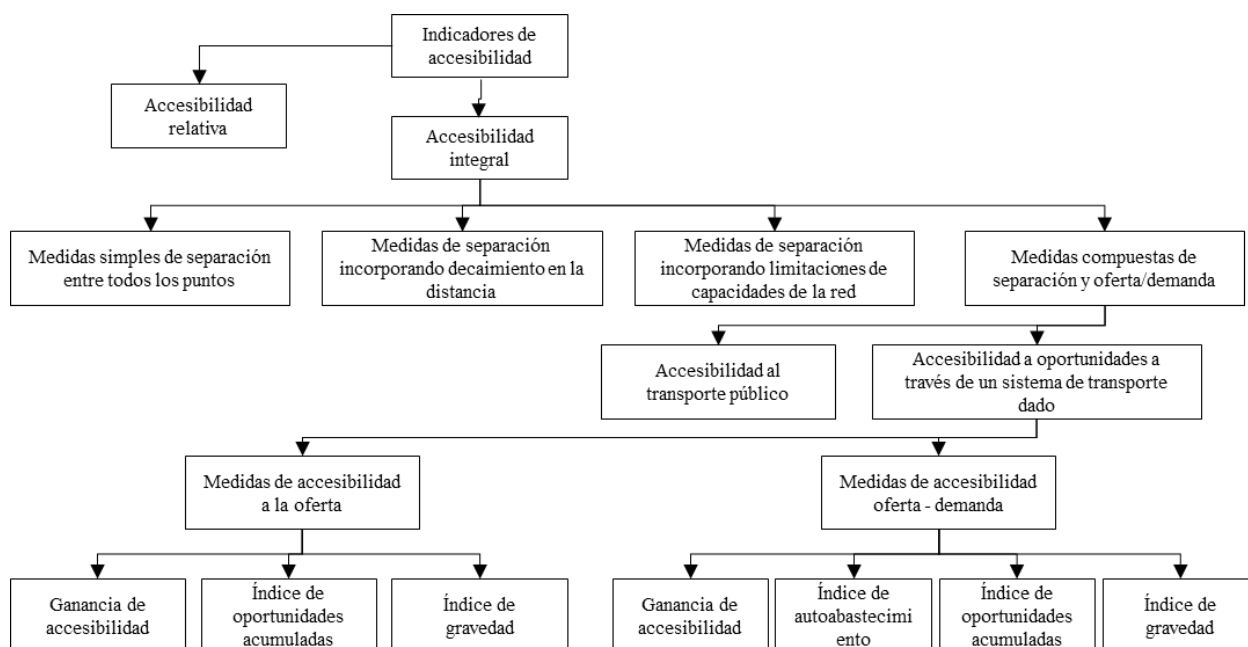 Indicadores de
accesibilidad
Accesibilidad
relativa
Accesibilidad
integral
Medidas simples de separación
entre todos los puntos
Medidas de separación
incorporando decaimiento en la
distancia
Medidas de separación
incorporando limitaciones de
capacidades de la red
Medidas compuestas de
separación y oferta/demanda
Accesibilidad al
transporte público
Accesibilidad a oportunidades a
través de un sistema de transporte
dado
Medidas de accesibilidad
a la oferta
Medidas de accesibilidad
oferta - demanda
Ganancia de
accesibilidad
Índice de
oportunidades
acumuladas
Índice de
gravedad
Ganancia de
accesibilidad
Índice de
autoabastecimi
ento
Índice de
oportunidades
acumuladas
Índice de
gravedad